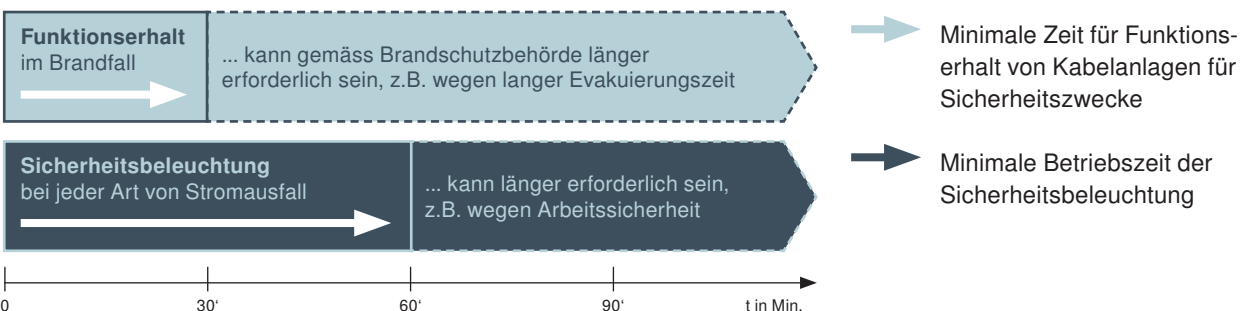 Funktionserhalt
im Brandfall
... kann gemäss Brandschutzbehörde länger
erforderlich sein, z.B. wegen langer Evakuierungszeit
Sicherheitsbeleuchtung
bei jeder Art von Stromausfall
... kann länger erforderlich sein,
z.B. wegen Arbeitssicherheit
0 30‘ 60‘ 90‘ t in Min.
Minimale Zeit für Funktions-
erhalt von Kabelanlagen für
Sicherheitszwecke
Minimale Betriebszeit der
Sicherheitsbeleuchtung